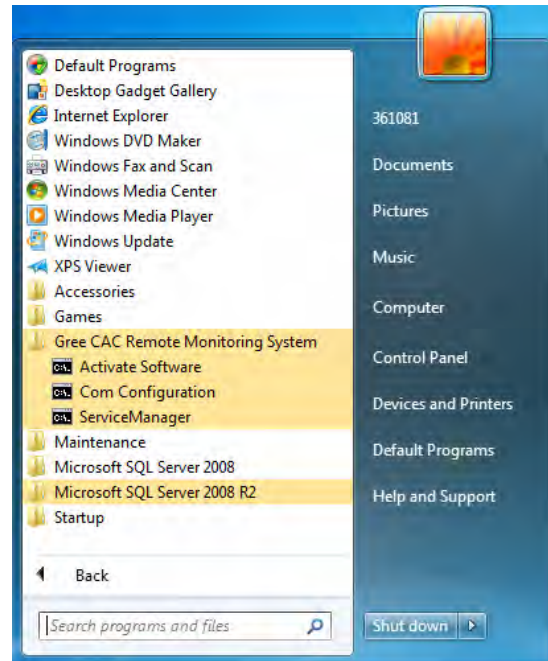 Default Programs
Desktop Gadget Gallery
Internet Explorer
Windows DVD Maker
Windows Fax and Scan
Windows Media Center
Windows Media Player
Windows Update
XPS Viewer
Accessories
Games
Gree CAC Remote Monitoring System
Activate Software
Com Configuration
ServiceManager
Maintenance
Microsoft SQL Server 2008
Microsoft SQL Server 2008 R2
Startup
Back
Search programs and files
361081
Documents
Pictures
Music
Computer
Control Panel
Devices and Printers
Default Programs
Help and Support
Shut down